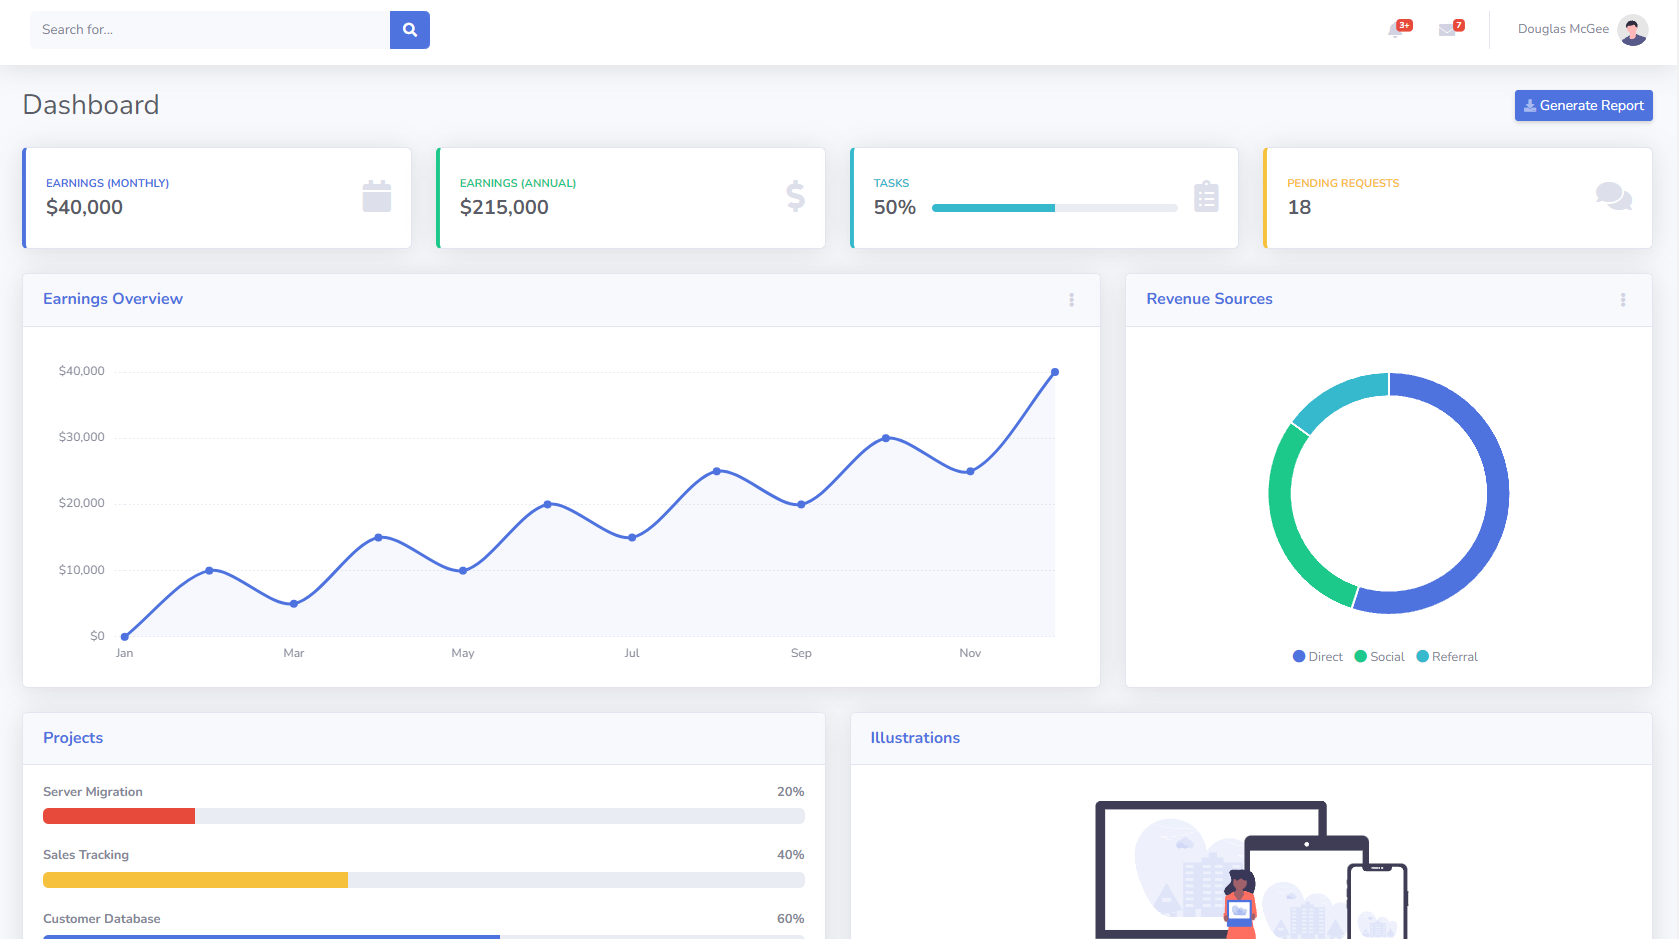 Search for...
3+
7
Douglas McGee
Dashboard
Generate Report
EARNINGS (MONTHLY)
$40,000
EARNINGS (ANNUAL)
$215,000
TASKS
50%
PENDING REQUESTS
18
Earnings Overview
$40,000
$30,000
$20,000
$10,000
$0
Jan
Mar
May
Jul
Sep
Nov
Revenue Sources
Direct
Social
Referral
Projects
Server Migration
20%
Sales Tracking
40%
Customer Database
60%
Illustrations